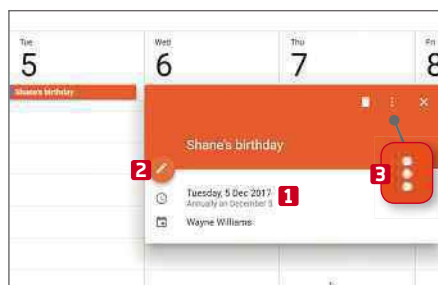 Tue
Wed
Thu
Fri
5
6
7
8
Shane's birthday
Shane's birthday
2
3
Tuesday, 5 Dec 2017
1
Annually on December 5
Wayne Williams